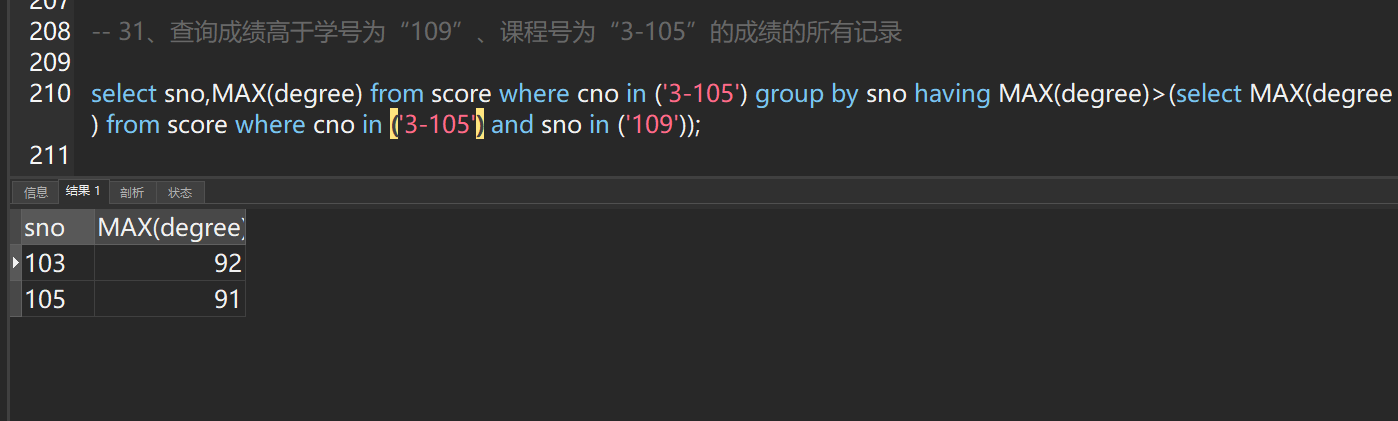 207
208 -- 31、查询成绩高于学号为“109”、课程号为“3-105”的成绩的所有记录
209
210 select sno,MAX(degree) from score where cno in ('3-105') group by sno having MAX(degree)>(select MAX(degree
) from score where cno in ('3-105') and sno in ('109'));
211
信息 结果 1 剖析 状态
sno MAX(degree)
103 92
105 91